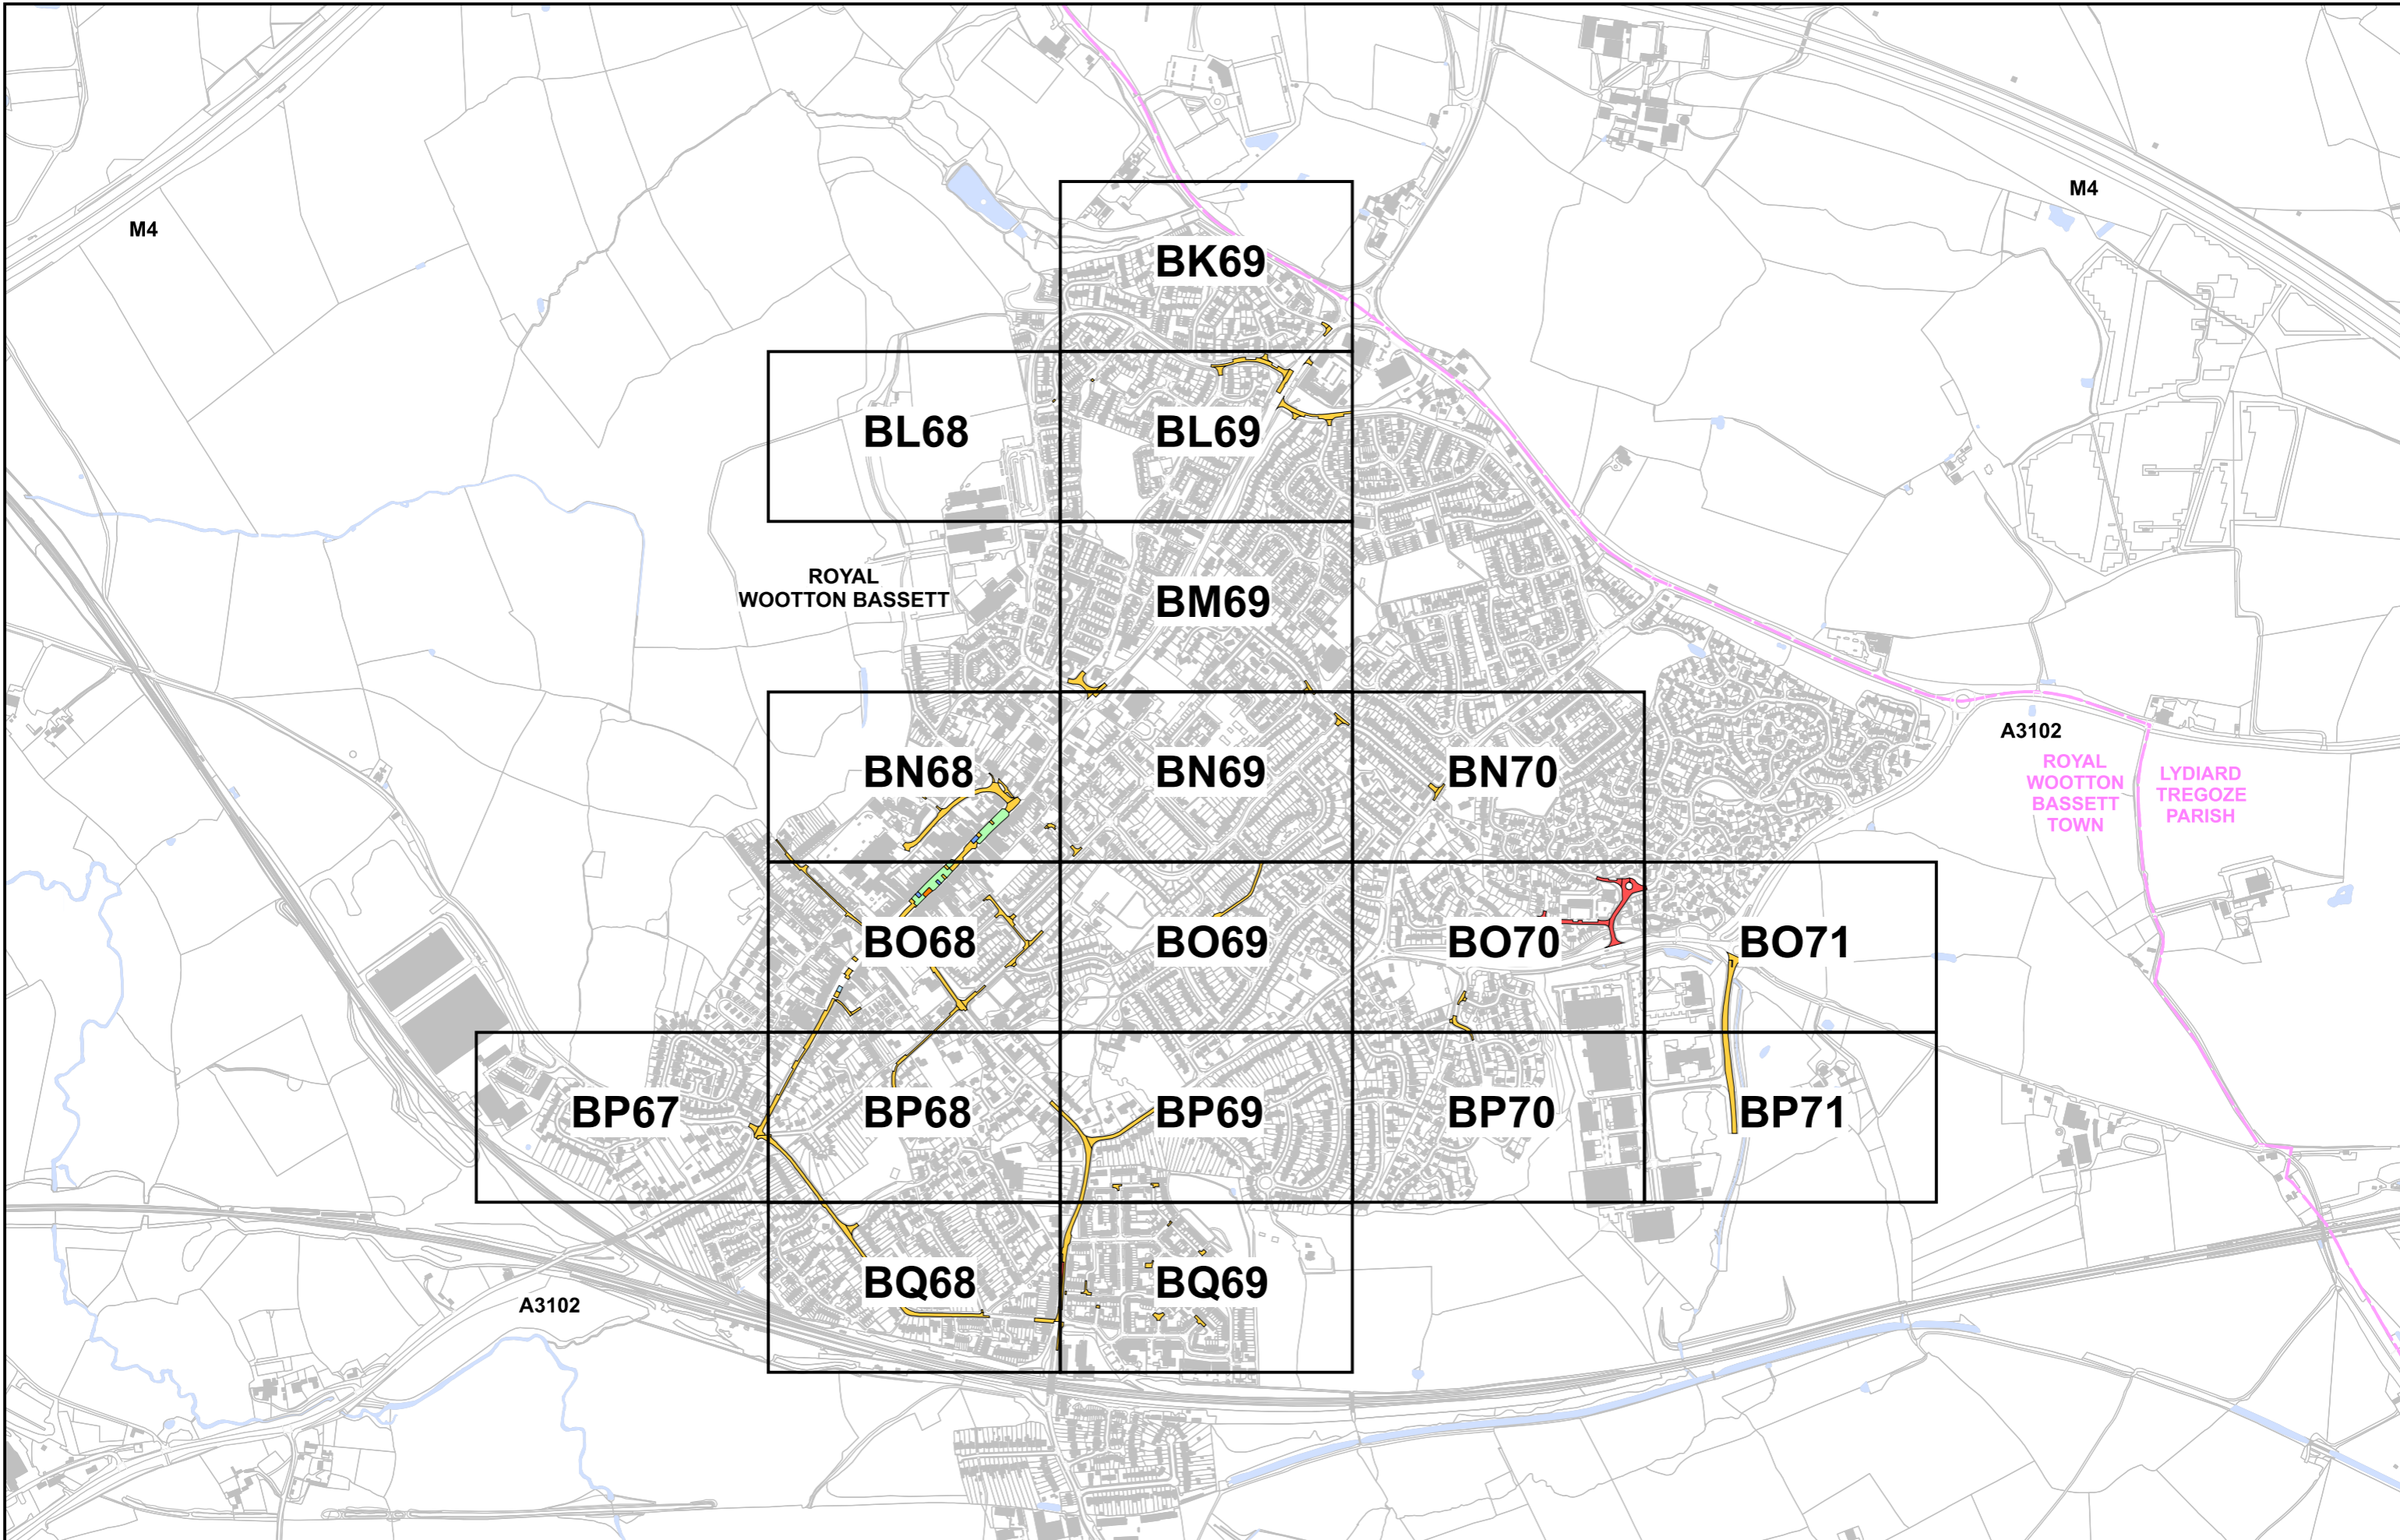 M4
M4
BK69
BL68
BL69
ROYAL
WOOTTON BASSETT
BM69
BN68
BN69
BN70
A3102
ROYAL
WOOTTON
BASSETT
TOWN
LYDIARD
TREGOZE
PARISH
BO68
BO69
BO70
BO71
BP67
BP68
BP69
BP70
BP71
BQ68
BQ69
A3102